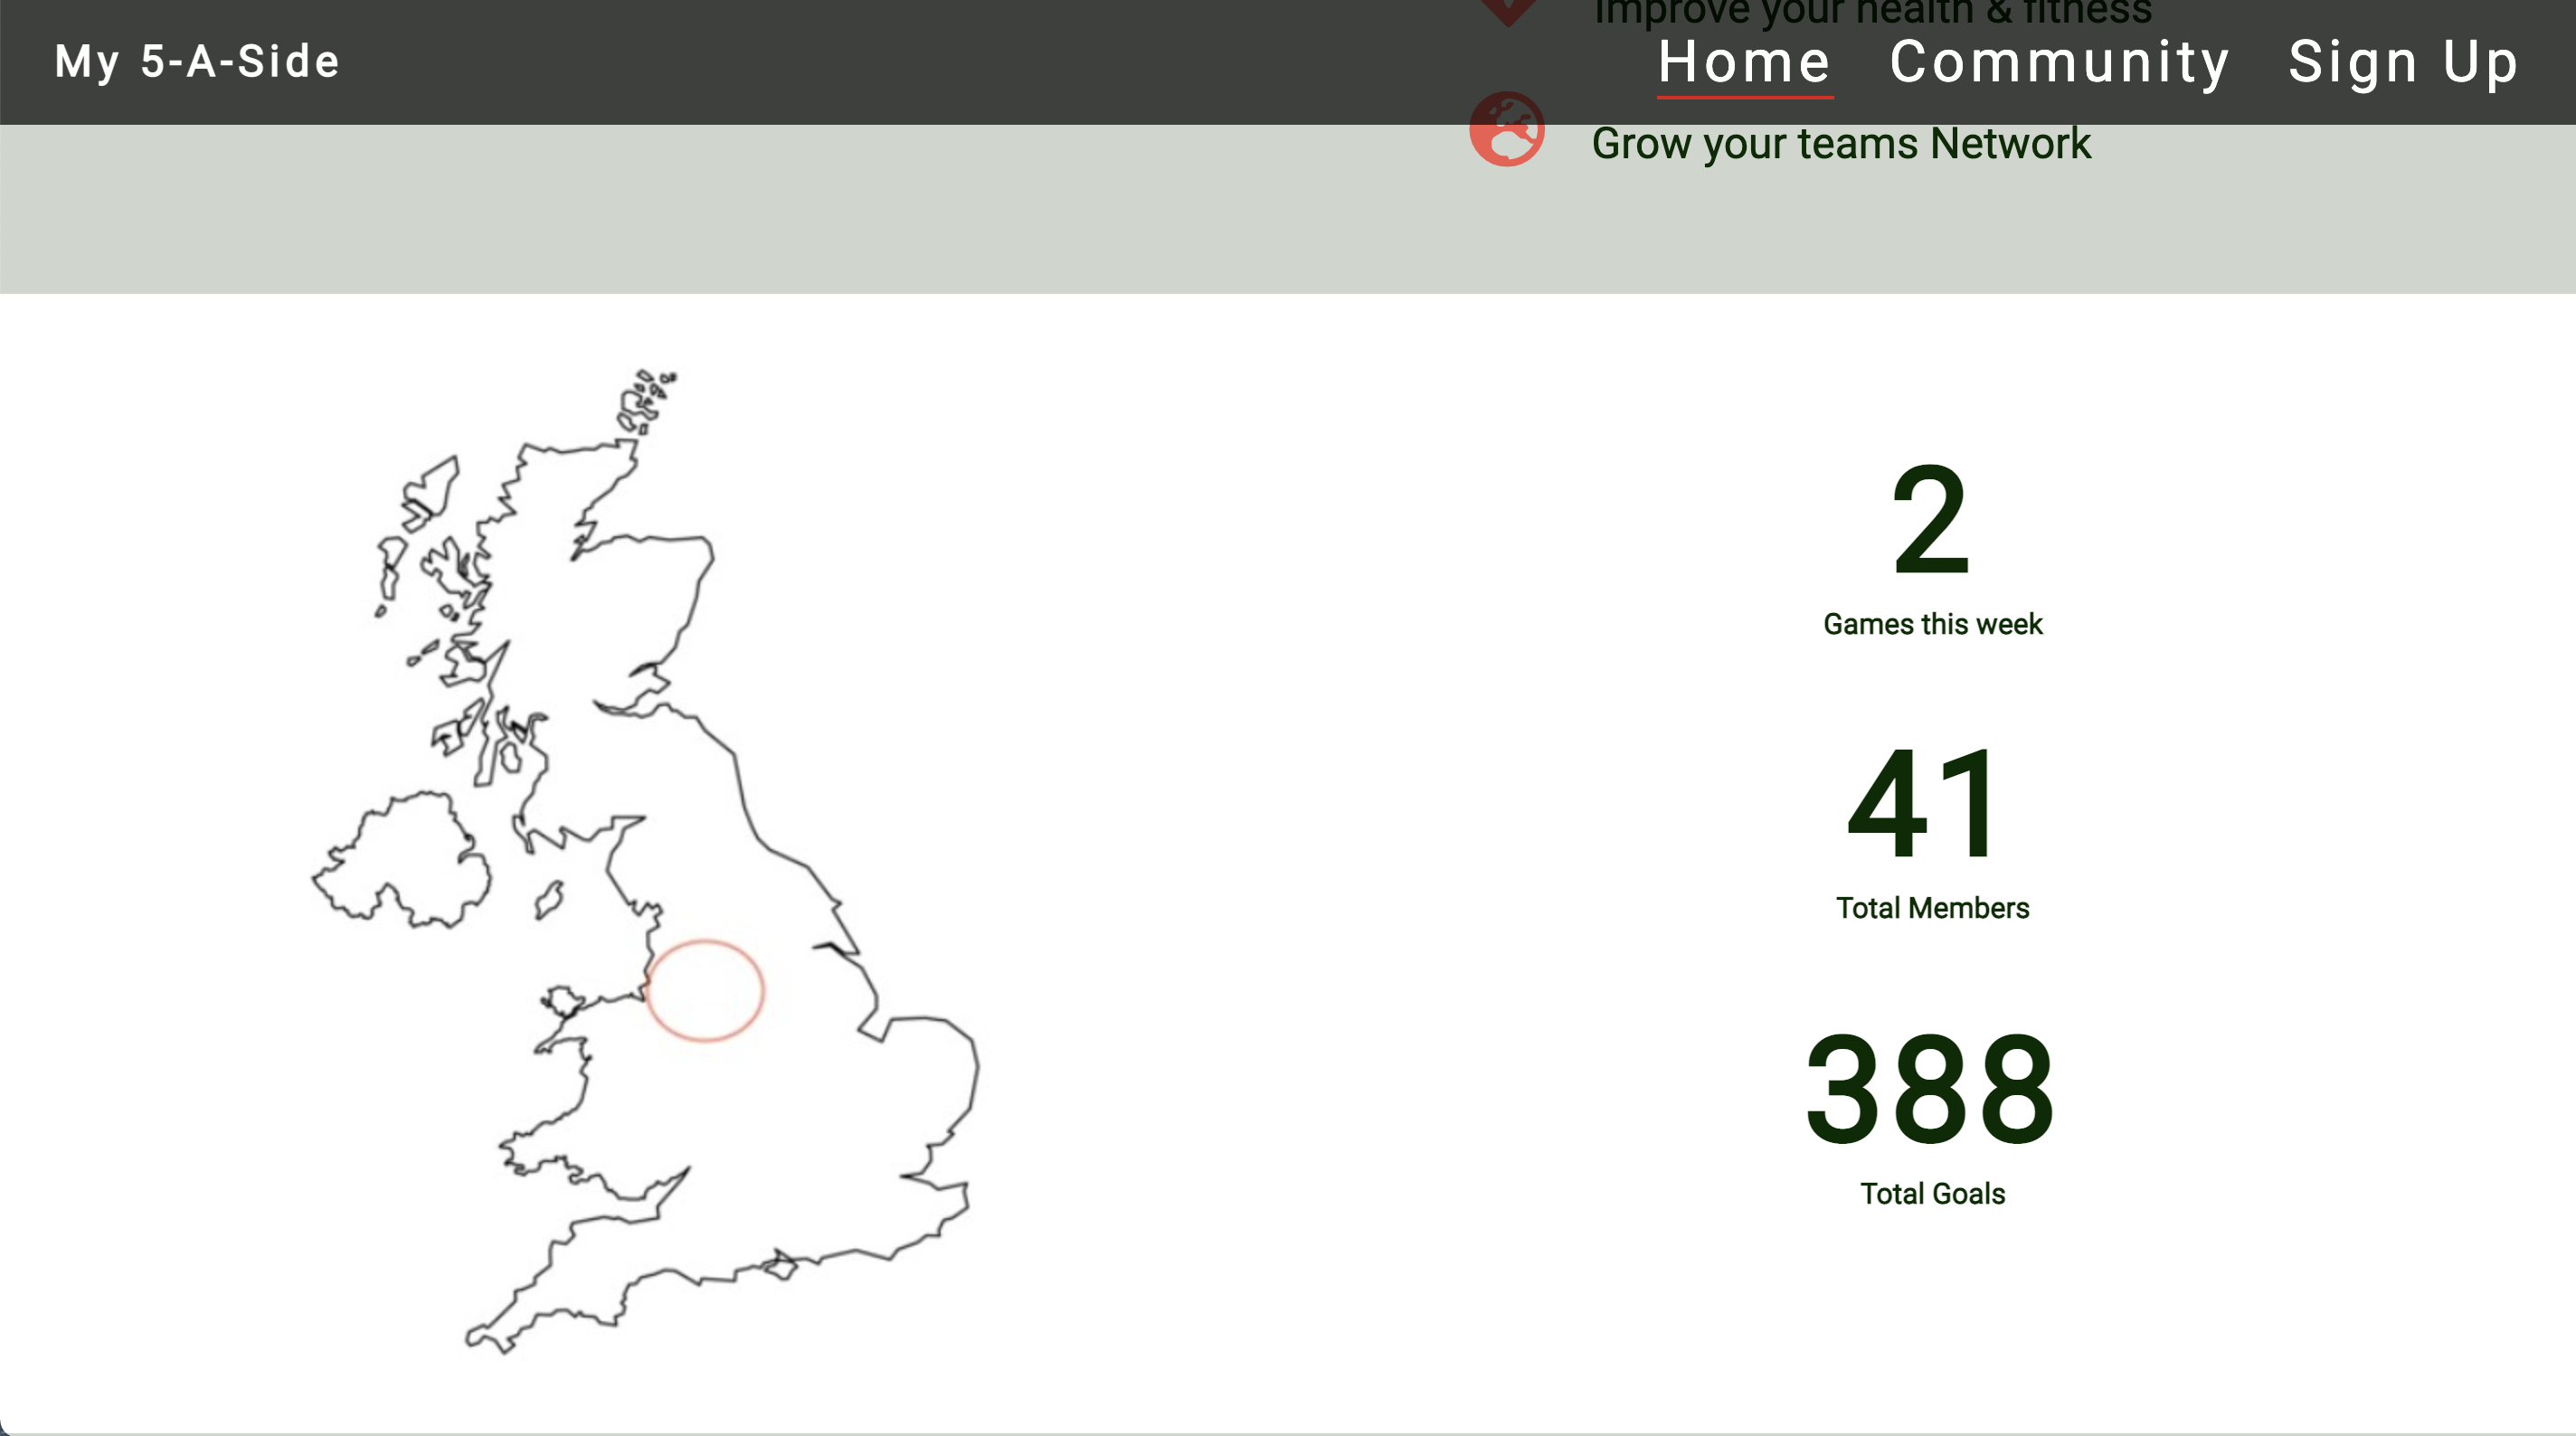 Improve your health & fitness
My 5-A-Side
Home Community Sign Up
Grow your teams Network
2
Games this week
41
Total Members
388
Total Goals